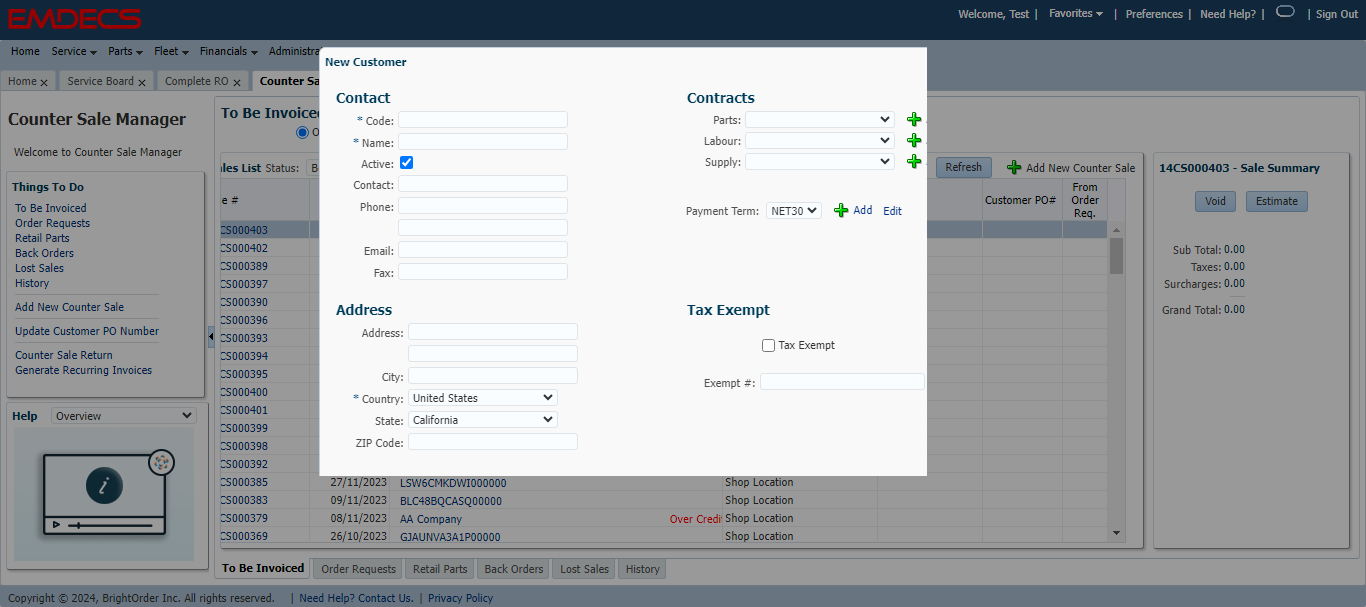 EMDECS
Welcome, Test | Favorites | Preferences | Need Help? | | Sign Out
Home Service Parts Fleet Financials Administra
Home x Service Board x Complete RO x Counter Sa
Counter Sale Manager
Welcome to Counter Sale Manager
Things To Do
To Be Invoiced
Order Requests
Retail Parts
Back Orders
Lost Sales
History
Add New Counter Sale
Update Customer PO Number
Counter Sale Return
Generate Recurring Invoices
Help Overview
i
To Be Invoice
O
les List Status: B
Refresh
Add New Counter Sale
e #
Customer PO#
From
Order
Req.
CS000403
CS000402
CS000389
CS000397
CS000390
CS000396
CS000393
CS000394
CS000395
CS000400
CS000401
CS000399
CS000398
CS000392
CS000385 27/11/2023 LSW6CMKDWI000000 Shop Location
CS000383 09/11/2023 BLC48BQCASQ00000 Shop Location
CS000379 08/11/2023 AA Company Over Credi Shop Location
CS000369 26/10/2023 GJAUNVA3A1P00000 Shop Location
New Customer
Contact
* Code:
* Name:
Active:
Contact:
Phone:
Email:
Fax:
Address
Address:
City:
* Country: United States
State: California
ZIP Code:
Contracts
Parts:
Labour:
Supply:
Payment Term: NET30 Add Edit
Tax Exempt
Tax Exempt
Exempt #:
14CS000403 - Sale Summary
Void Estimate
Sub Total: 0.00
Taxes: 0.00
Surcharges: 0.00
Grand Total: 0.00
To Be Invoiced Order Requests Retail Parts Back Orders Lost Sales History
Copyright © 2024, BrightOrder Inc. All rights reserved. | Need Help? Contact Us. | Privacy Policy